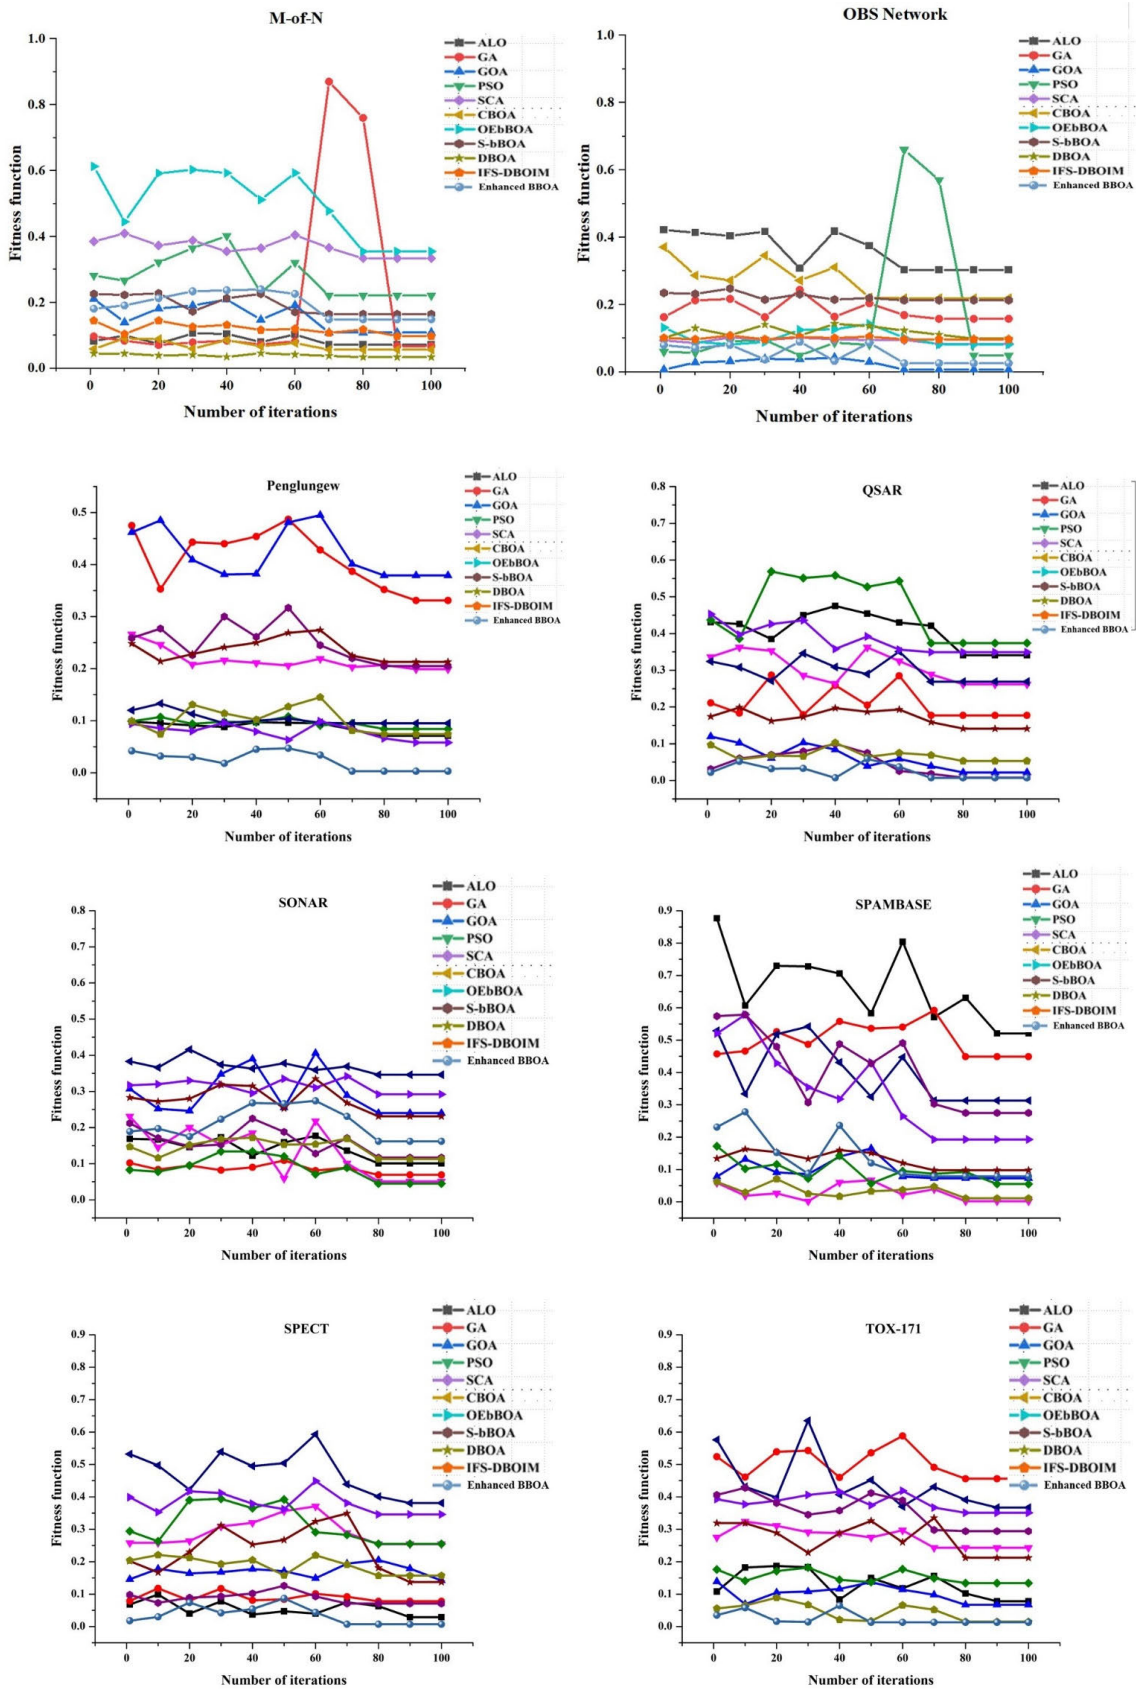 M-of-N
1.0
0.8
0.6
0.4
0.2
0.0
Fitness function
0 20 40 60 80 100
Number of iterations
ALO
GA
GOA
PSO
SCA
CBOA
OEbBOA
S-bBOA
DBOA
IFS-DBOIM
Enhanced BBOA
OBS Network
1.0
0.8
0.6
0.4
0.2
0.0
Fitness function
0 20 40 60 80 100
Number of iterations
ALO
GA
GOA
PSO
SCA
CBOA
OEbBOA
S-bBOA
DBOA
IFS-DBOIM
Enhanced BBOA
Penglungew
0.5
0.4
0.3
0.2
0.1
0.0
Fitness function
0 20 40 60 80 100
Number of iterations
ALO
GA
GOA
PSO
SCA
CBOA
OEbBOA
S-bBOA
DBOA
IFS-DBOIM
Enhanced BBOA
QSAR
0.8
0.7
0.6
0.5
0.4
0.3
0.2
0.1
0.0
Fitness function
0 20 40 60 80 100
Number of iterations
ALO
GA
GOA
PSO
SCA
CBOA
OEbBOA
S-bBOA
DBOA
IFS-DBOIM
Enhanced BBOA
SONAR
0.8
0.7
0.6
0.5
0.4
0.3
0.2
0.1
0.0
Fitness function
0 20 40 60 80 100
Number of iterations
ALO
GA
GOA
PSO
SCA
CBOA
OEbBOA
S-bBOA
DBOA
IFS-DBOIM
Enhanced BBOA
SPAMBASE
0.9
0.8
0.7
0.6
0.5
0.4
0.3
0.2
0.1
0.0
Fitness function
0 20 40 60 80 100
Number of iterations
ALO
GA
GOA
PSO
SCA
CBOA
OEbBOA
S-bBOA
DBOA
IFS-DBOIM
Enhanced BBOA
SPECT
0.9
0.8
0.7
0.6
0.5
0.4
0.3
0.2
0.1
0.0
Fitness function
0 20 40 60 80 100
Number of iterations
ALO
GA
GOA
PSO
SCA
CBOA
OEbBOA
S-bBOA
DBOA
IFS-DBOIM
Enhanced BBOA
TOX-171
0.9
0.8
0.7
0.6
0.5
0.4
0.3
0.2
0.1
0.0
Fitness function
0 20 40 60 80 100
Number of iterations
ALO
GA
GOA
PSO
SCA
CBOA
OEbBOA
S-bBOA
DBOA
IFS-DBOIM
Enhanced BBOA